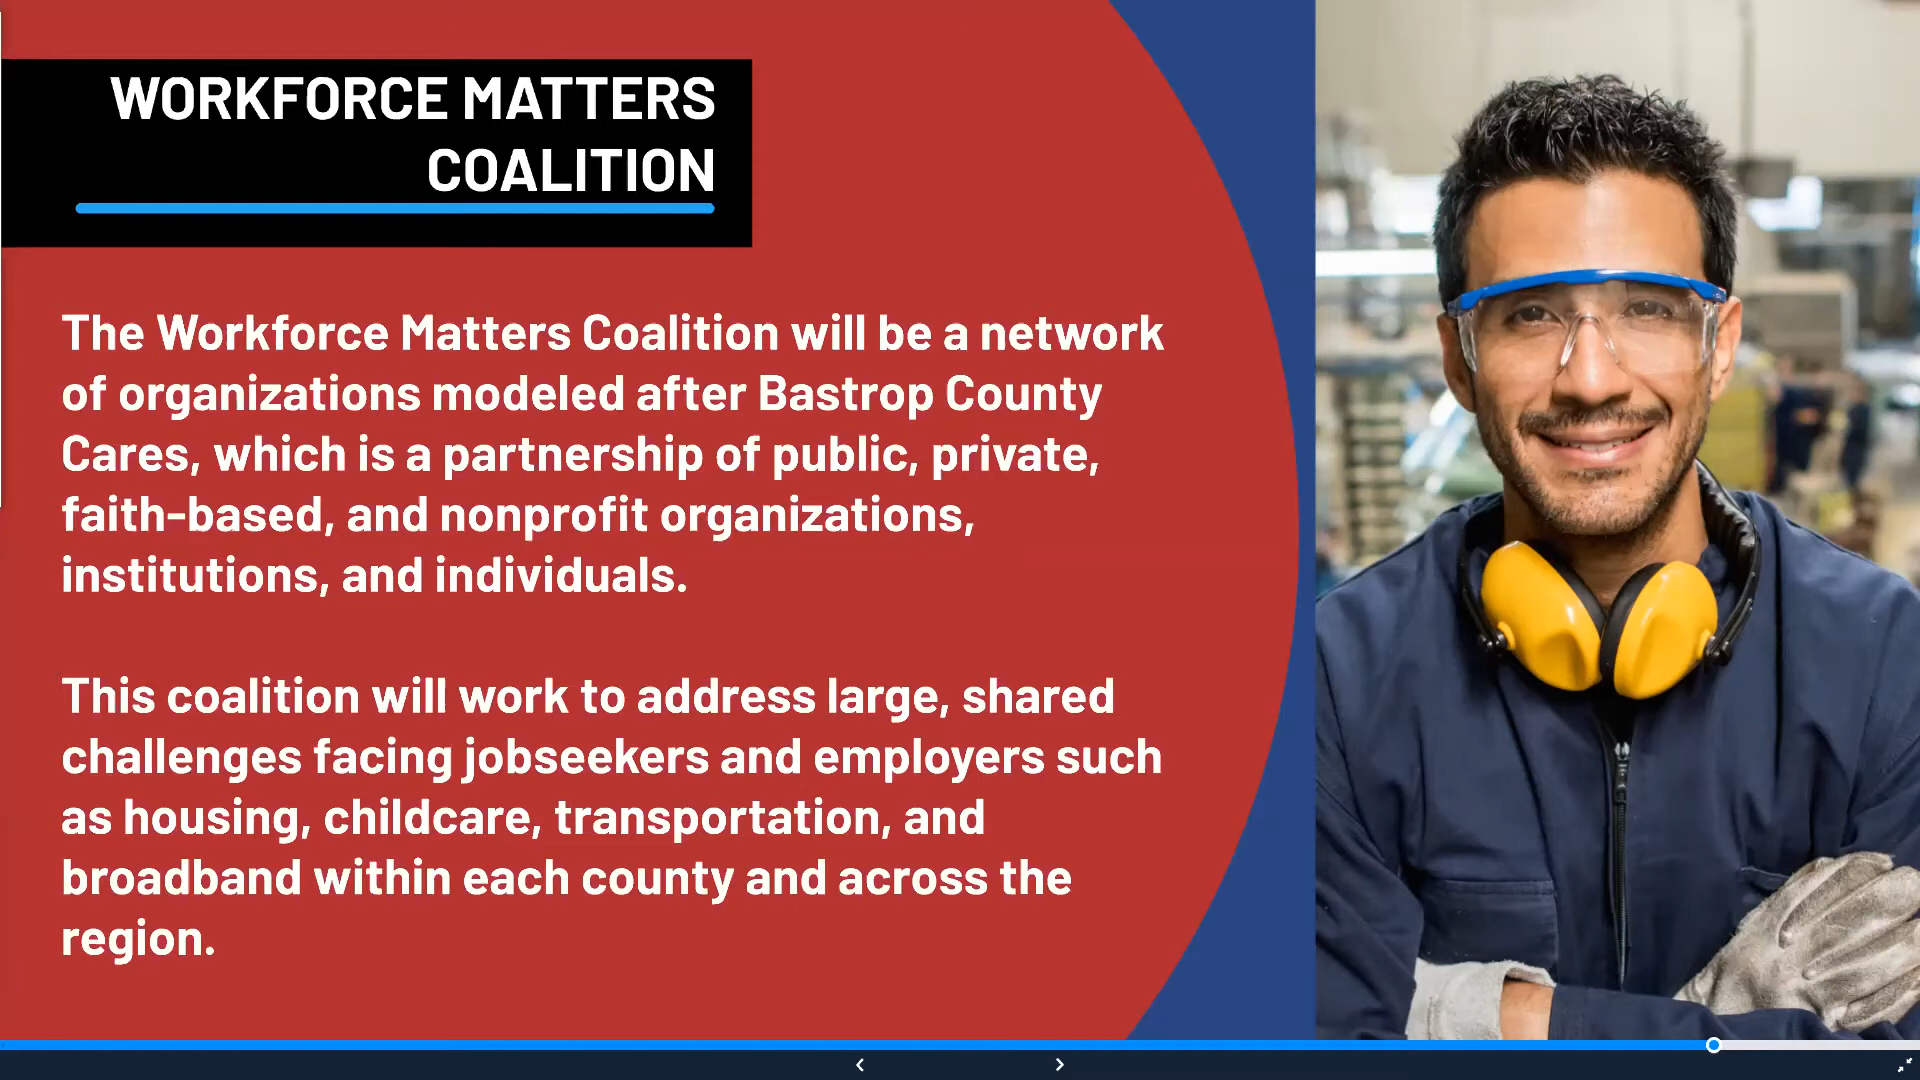 WORKFORCE MATTERS
COALITION
The Workforce Matters Coalition will be a network
of organizations modeled after Bastrop County
Cares, which is a partnership of public, private,
faith-based, and nonprofit organizations,
institutions, and individuals.
This coalition will work to address large, shared
challenges facing jobseekers and employers such
as housing, childcare, transportation, and
broadband within each county and across the
region.